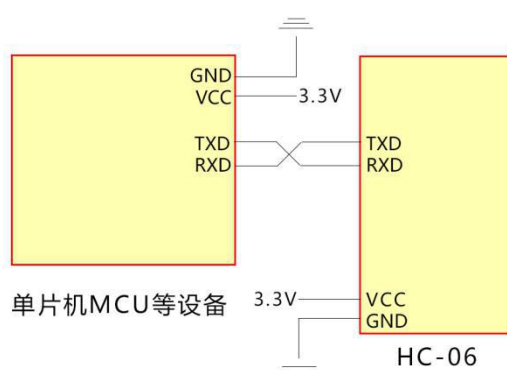 GND
VCC
3.3V
TXD
RXD
TXD
RXD
单片机MCU等设备
3.3V
VCC
GND
HC-06